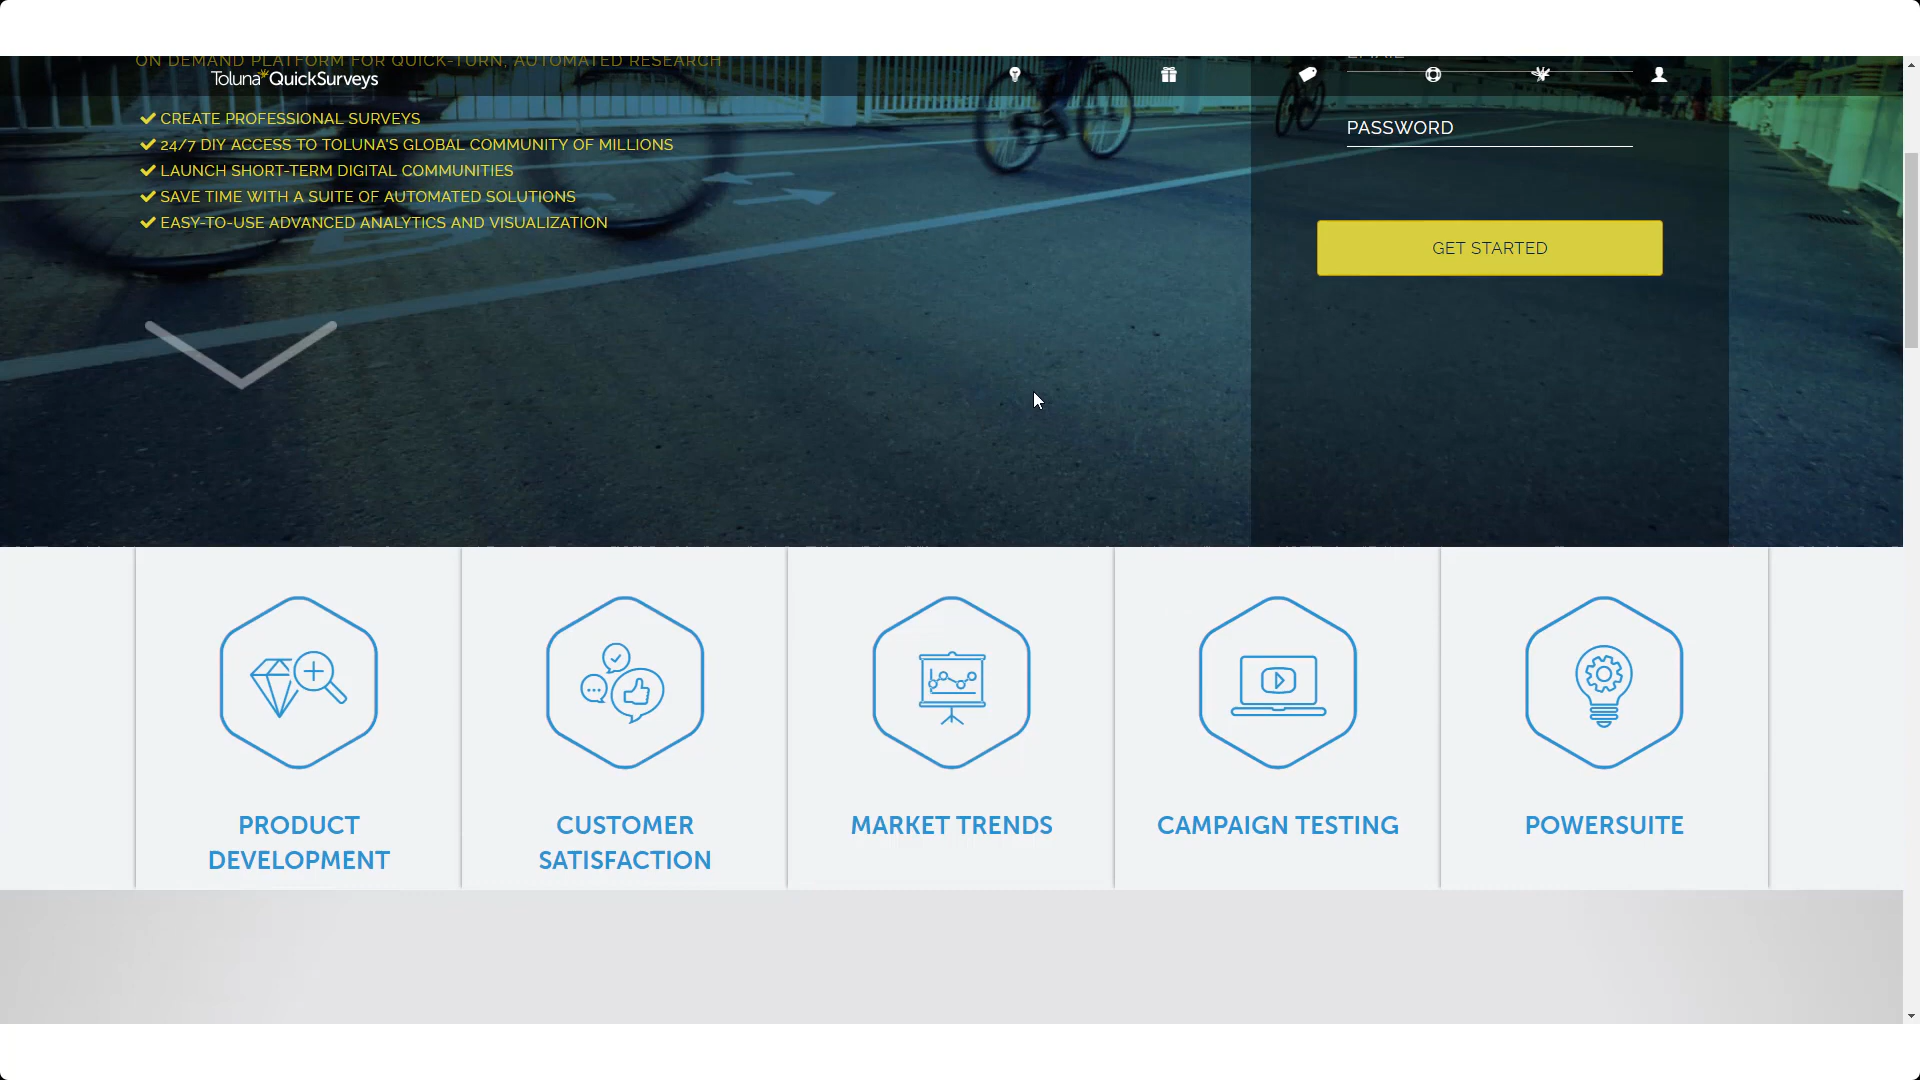 ON DEMAND PLATFORM FOR QUICK-TURN, AUTOMATED RESEARCH
Toluna QuickSurveys
EMAIL
CREATE PROFESSIONAL SURVEYS
24/7 DIY ACCESS TO TOLUNA'S GLOBAL COMMUNITY OF MILLIONS
LAUNCH SHORT-TERM DIGITAL COMMUNITIES
SAVE TIME WITH A SUITE OF AUTOMATED SOLUTIONS
EASY-TO-USE ADVANCED ANALYTICS AND VISUALIZATION
PASSWORD
GET STARTED
PRODUCT
DEVELOPMENT
CUSTOMER
SATISFACTION
MARKET TRENDS
CAMPAIGN TESTING
POWERSUITE